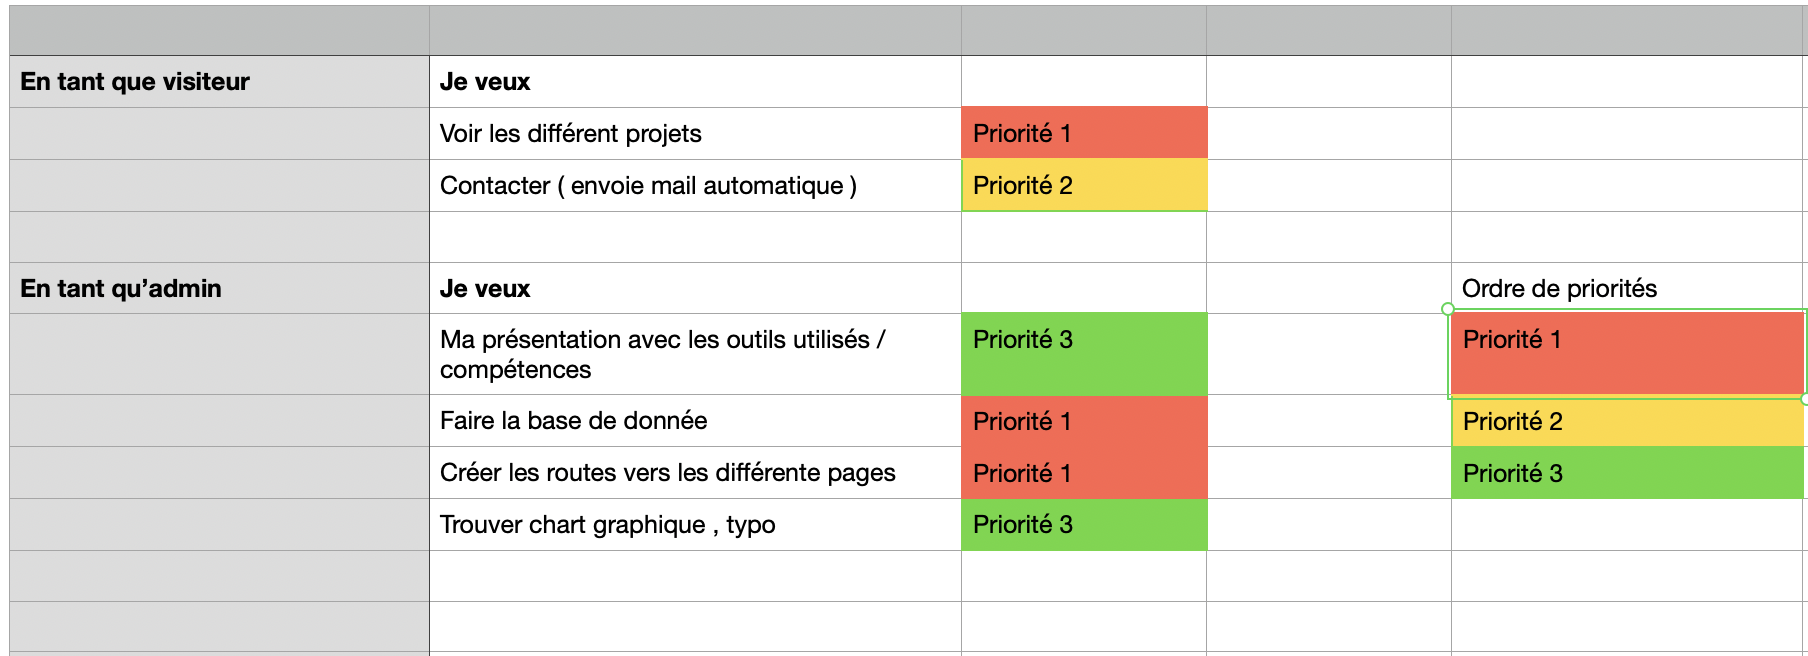 En tant que visiteur Je veux
Voir les différent projets Priorité 1
Contacter ( envoie mail automatique ) Priorité 2
En tant qu’admin Je veux Ordre de priorités
Ma présentation avec les outils utilisés / Priorité 3 Priorité 1
compétences
Faire la base de donnée Priorité 1 Priorité 2
Créer les routes vers les différente pages Priorité 1 Priorité 3
Trouver chart graphique , typo Priorité 3